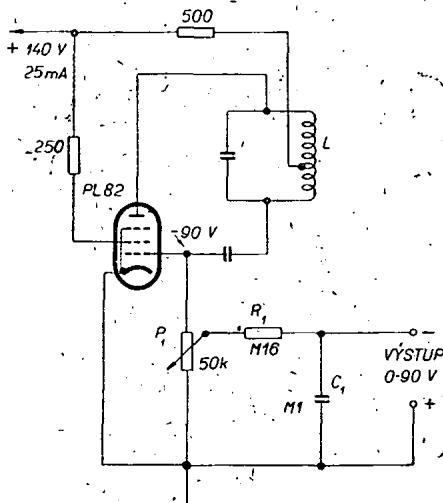 500
+ 140 V
25mA
250
PL82
L
-90 V
P1
50k
R1
M16
C1
M1
−
VÝSTUP
0-90 V
+